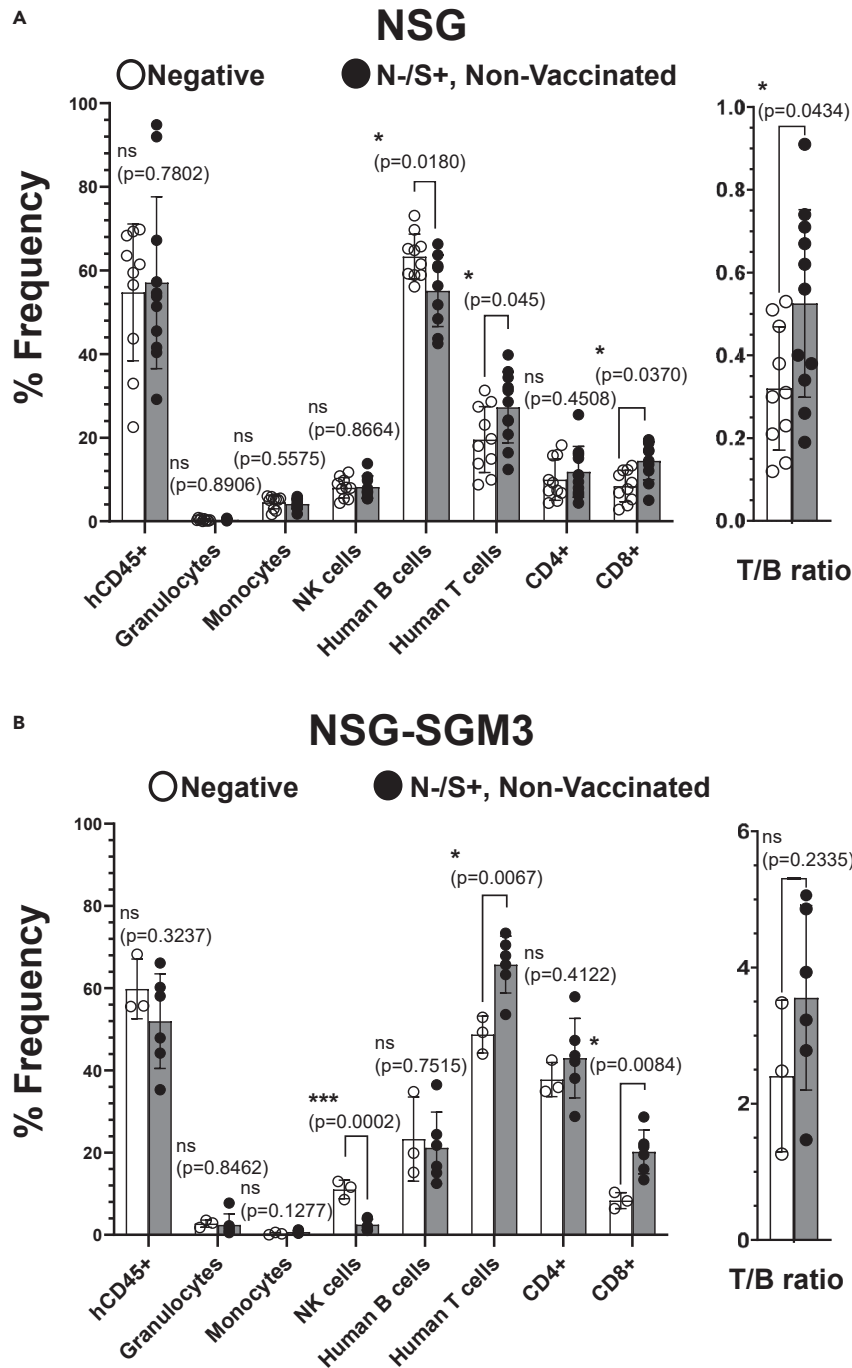 A
NSG
Negative
N-/S+, Non-Vaccinated
% Frequency
100
80
60
40
20
0
ns
(p=0.7802)
ns
(p=0.8906)
ns
(p=0.5575)
ns
(p=0.8664)
*
(p=0.0180)
*
(p=0.045)
ns
(p=0.4508)
*
(p=0.0370)
hCD45+
Granulocytes
Monocytes
NK cells
Human B cells
Human T cells
CD4+
CD8+
*
(p=0.0434)
1.0
0.8
0.6
0.4
0.2
0.0
T/B ratio
B
NSG-SGM3
Negative
N-/S+, Non-Vaccinated
% Frequency
100
80
60
40
20
0
ns
(p=0.3237)
ns
(p=0.8462)
ns
(p=0.1277)
***
(p=0.0002)
ns
(p=0.7515)
*
(p=0.0067)
ns
(p=0.4122)
*
(p=0.0084)
hCD45+
Granulocytes
Monocytes
NK cells
Human B cells
Human T cells
CD4+
CD8+
ns
(p=0.2335)
6
4
2
0
T/B ratio